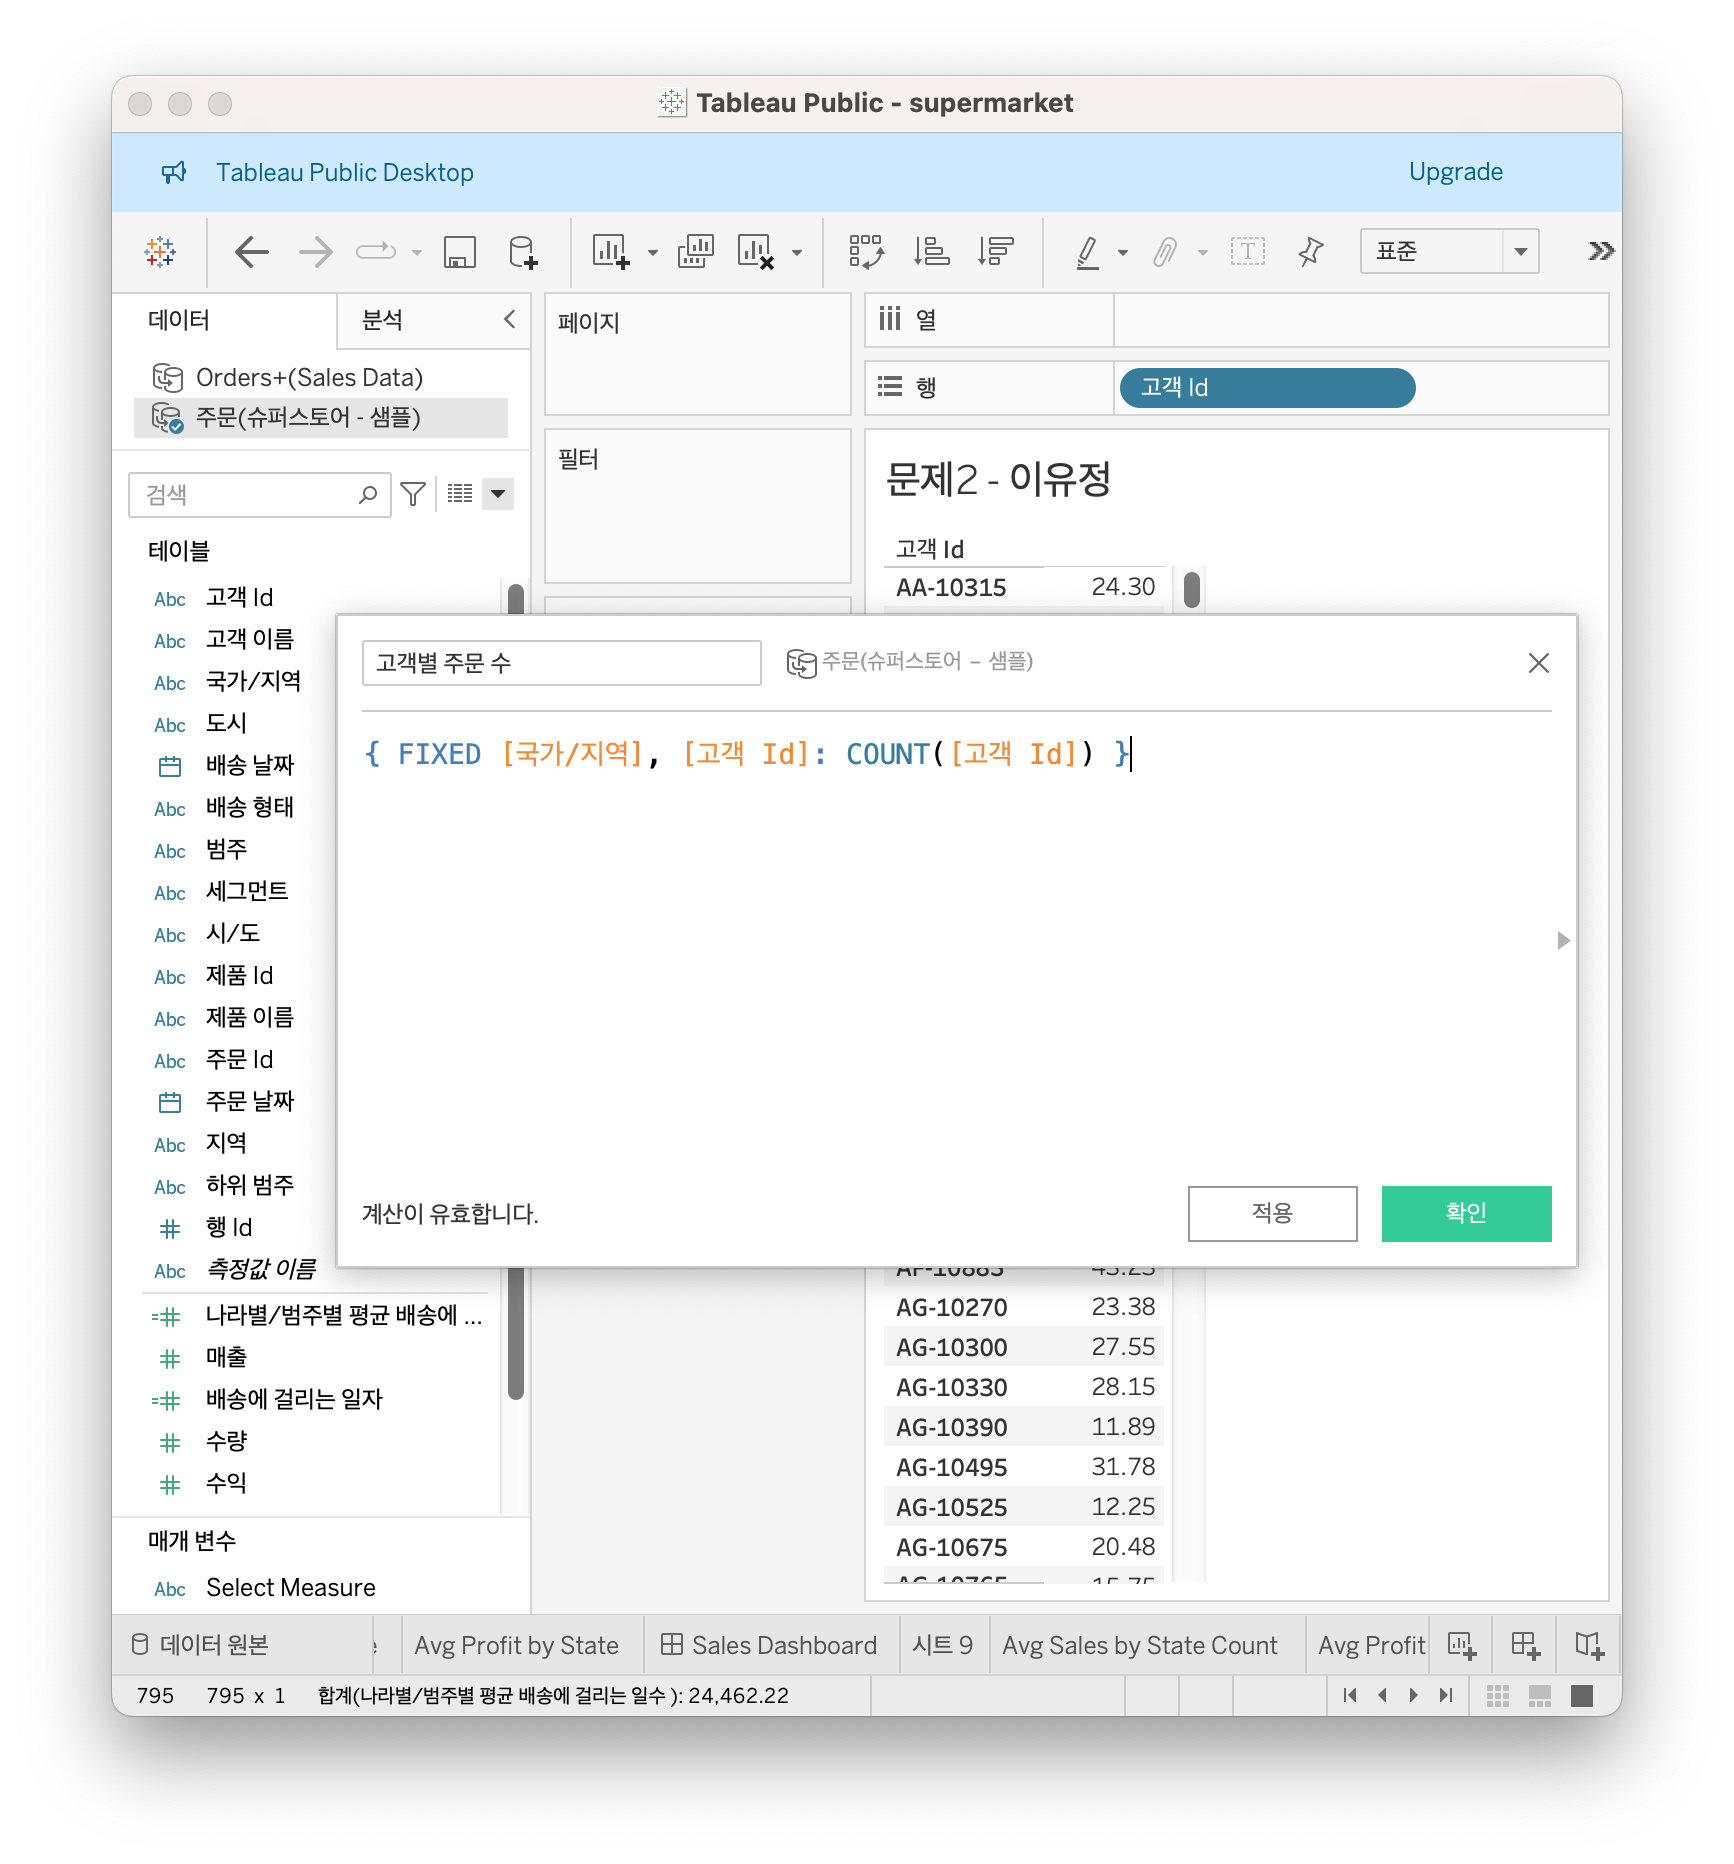 Tableau Public - supermarket
Tableau Public Desktop
Upgrade
표준
데이터
분석
Orders+(Sales Data)
주문(슈퍼스토어 - 샘플)
검색
테이블
Abc 고객 Id
Abc 고객 이름
Abc 국가/지역
Abc 도시
배송 날짜
Abc 배송 형태
Abc 범주
Abc 세그먼트
Abc 시/도
Abc 제품 Id
Abc 제품 이름
Abc 주문 Id
주문 날짜
Abc 지역
Abc 하위 범주
행 Id
Abc 측정값 이름
나라별/범주별 평균 배송에 ...
매출
배송에 걸리는 일자
수량
수익
매개 변수
Abc Select Measure
페이지
필터
열
행
고객 Id
문제2 - 이유정
고객 Id
AA-10315 24.30
고객별 주문 수
주문(슈퍼스토어 – 샘플)
{ FIXED [국가/지역], [고객 Id]: COUNT([고객 Id]) }
계산이 유효합니다.
적용
확인
AG-10270 23.38
AG-10300 27.55
AG-10330 28.15
AG-10390 11.89
AG-10495 31.78
AG-10525 12.25
AG-10675 20.48
데이터 원본
Avg Profit by State
Sales Dashboard
시트 9
Avg Sales by State Count
Avg Profit
795
795 x 1
합계(나라별/범주별 평균 배송에 걸리는 일수 ): 24,462.22